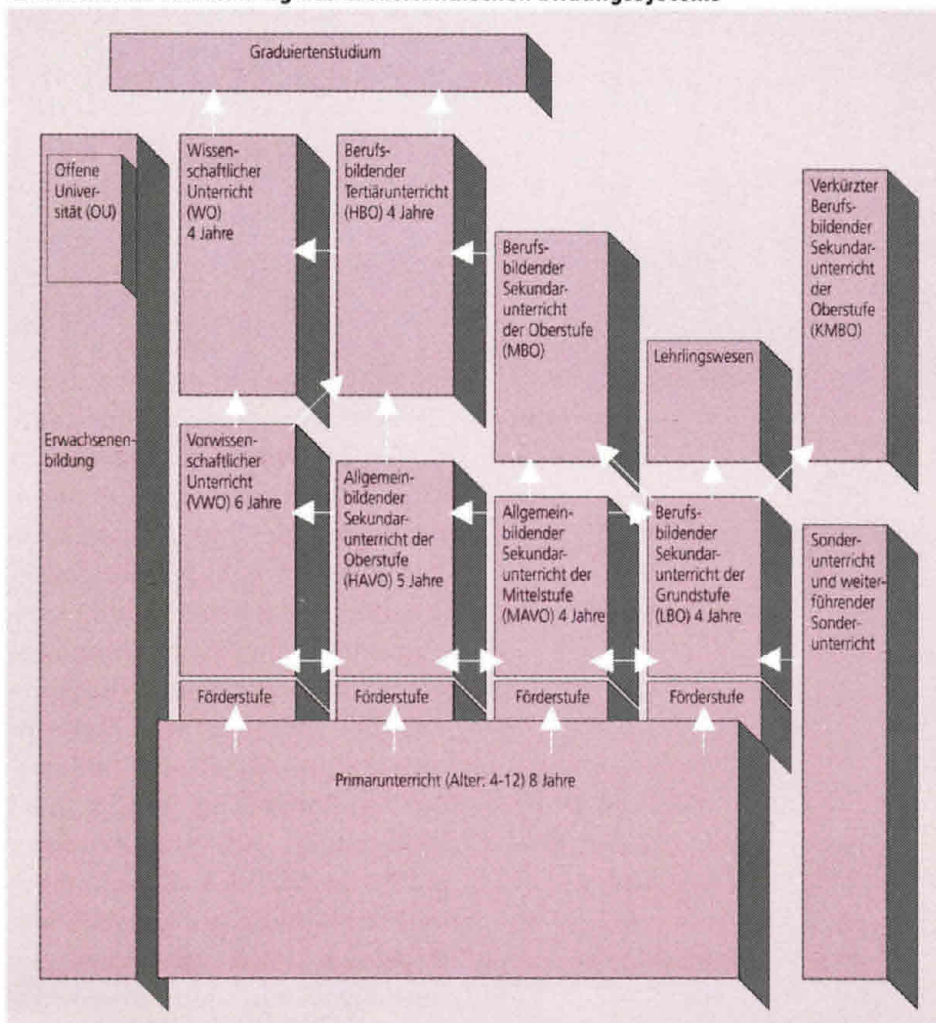 niederländischen Bildungssystems
Graduiertenstudium
Offene
Univer-
sität (OU)
Erwachsenen-
bildung
Wissen-
schaftlicher
Unterricht
(WO)
4 Jahre
Berufs-
bildender
Tertiärunterricht
(HBO) 4 Jahre
Berufs-
bildender
Sekundar-
unterricht
der Oberstufe
(MBO)
Lehrlingswesen
Verkürzter
Berufs-
bildender
Sekundar-
unterricht
der
Oberstufe
(KMBO)
Vorwissen-
schaftlicher
Unterricht
(VWO) 6 Jahre
Allgemein-
bildender
Sekundar-
unterricht der
Oberstufe
(HAVO) 5 Jahre
Allgemein-
bildender
Sekundar-
unterricht der
Mittelstufe
(MAVO) 4 Jahre
Berufs-
bildender
Sekundar-
unterricht der
Grundstufe
(LBO) 4 Jahre
Sonder-
unterricht
und weiter-
führender
Sonder-
unterricht
Förderstufe
Förderstufe
Förderstufe
Förderstufe
Primarunterricht (Alter: 4-12) 8 Jahre